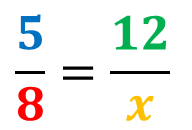 5/8 = 12/x